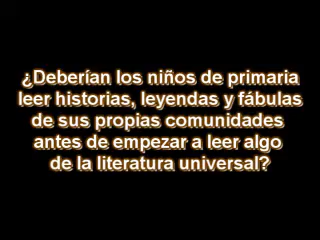 ¿Deberían los niños de primaria
leer historias, leyendas y fábulas
de sus propias comunidades
antes de empezar a leer algo
de la literatura universal?